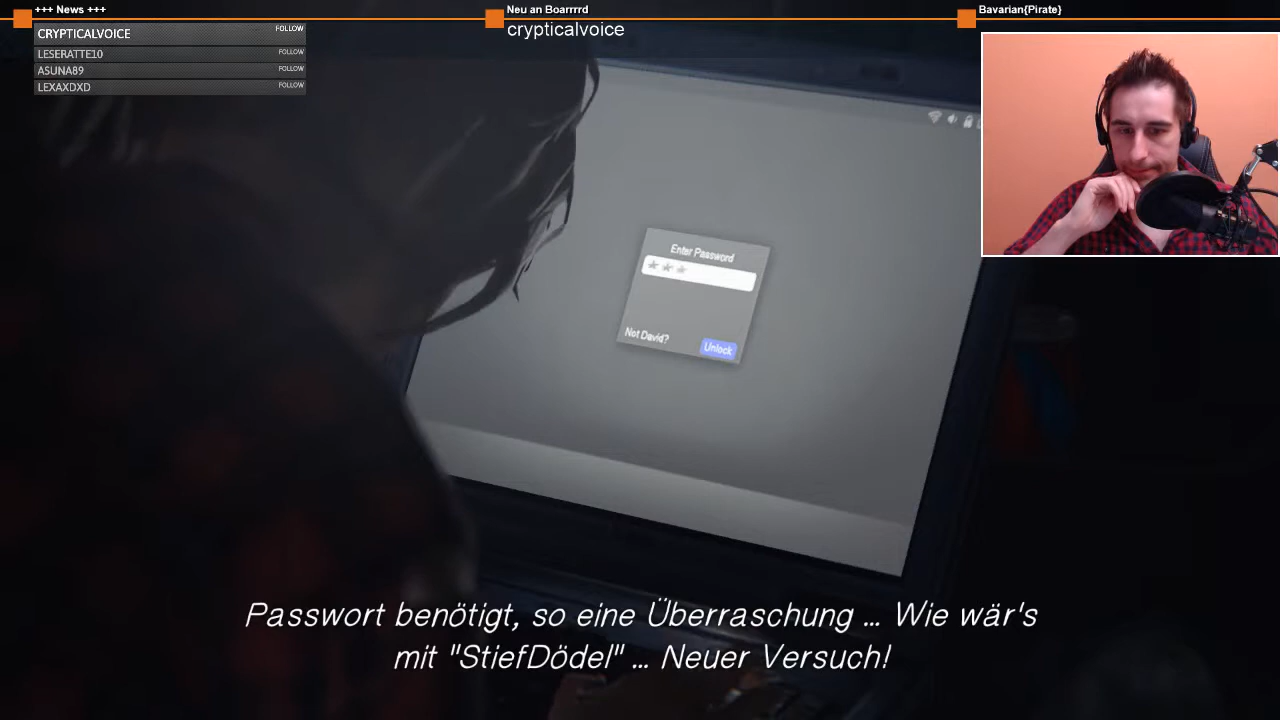 +++ News +++
Neu an Boarrrrd
Bavarian{Pirate}
crypticalvoice
CRYPTICALVOICE FOLLOW
LESERATTE10 FOLLOW
ASUNA89 FOLLOW
LEXAXDXD FOLLOW
Enter Password
★ ★ ★
Not David? Unlock
Passwort benötigt, so eine Überraschung ... Wie wär's
mit "StiefDödel" ... Neuer Versuch!